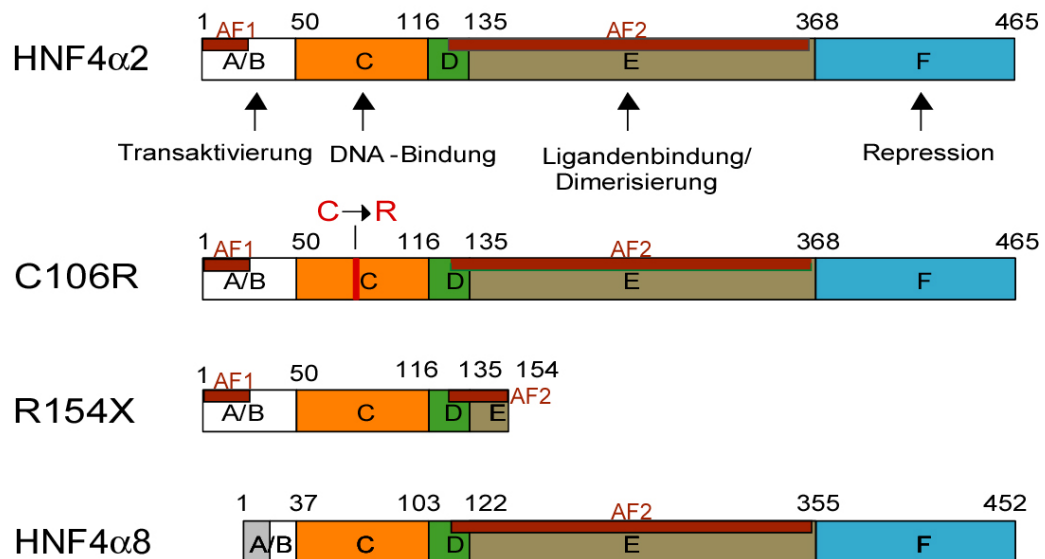 1 50 116 135 368 465
AF1 AF2
HNF4α2 A/B C D E F
Transaktivierung DNA -Bindung Ligandenbindung/ Repression
Dimerisierung
C R
1 50 116 135 368 465
AF1 AF2
C106R A/B C D E F
1 50 116 135 154
AF1 AF2
R154X A/B C D E
1 37 103 122 355 452
AF2
HNF4α8 A/B C D E F